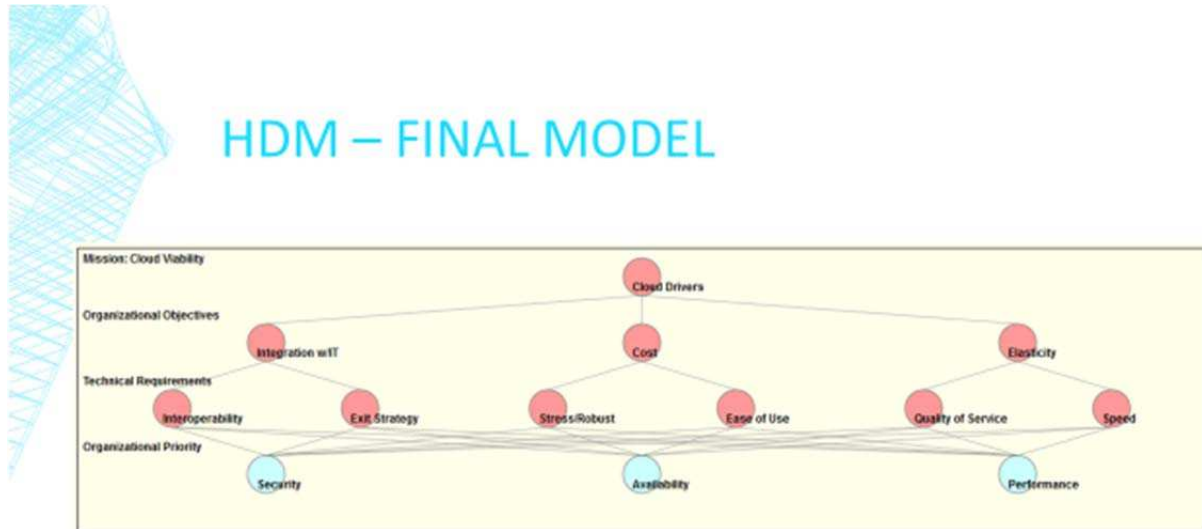 HDM – FINAL MODEL
Mission: Cloud Viability
Cloud Drivers
Organizational Objectives
Integration w/IT Cost Elasticity
Technical Requirements
Interoperability Exit Strategy Stress/Robust Ease of Use Quality of Service Speed
Organizational Priority
Security Availability Performance